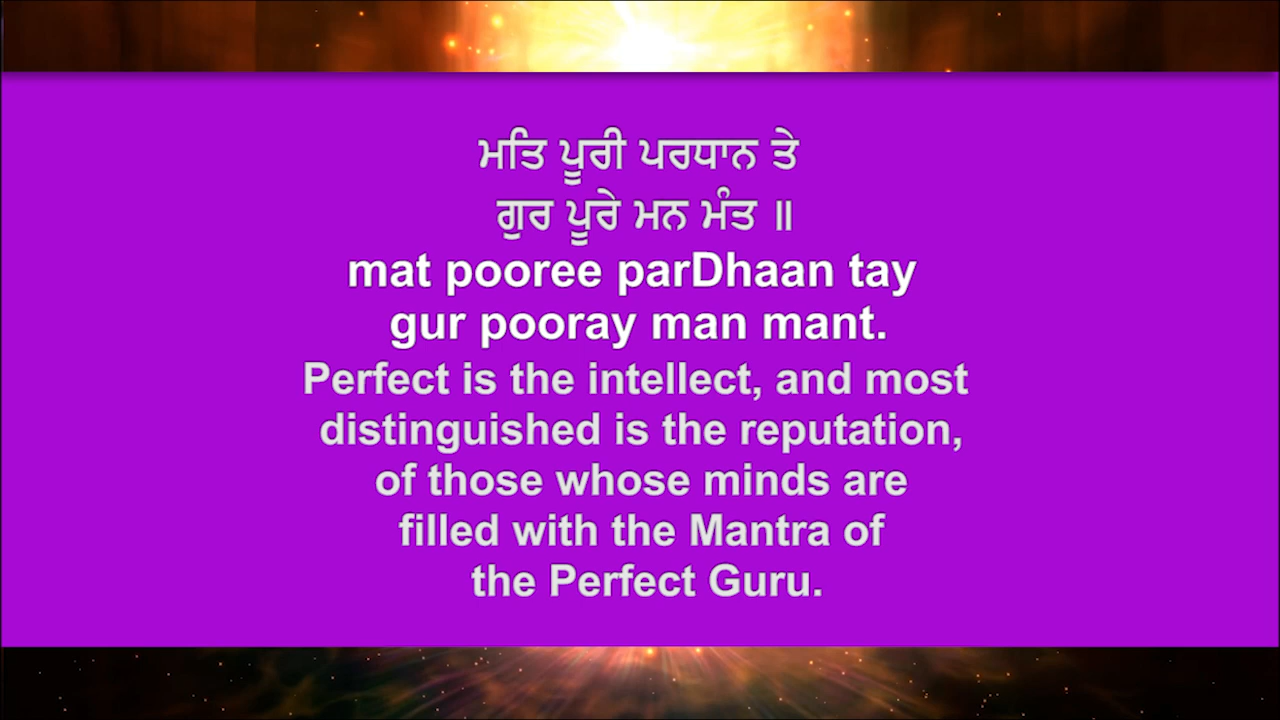 ਮਤਿ ਪੂਰੀ ਪਰਧਾਨ ਤੇ
ਗੁਰ ਪੂਰੇ ਮਨ ਮੰਤ ॥
mat pooree parDhaan tay
gur pooray man mant.
Perfect is the intellect, and most
distinguished is the reputation,
of those whose minds are
filled with the Mantra of
the Perfect Guru.